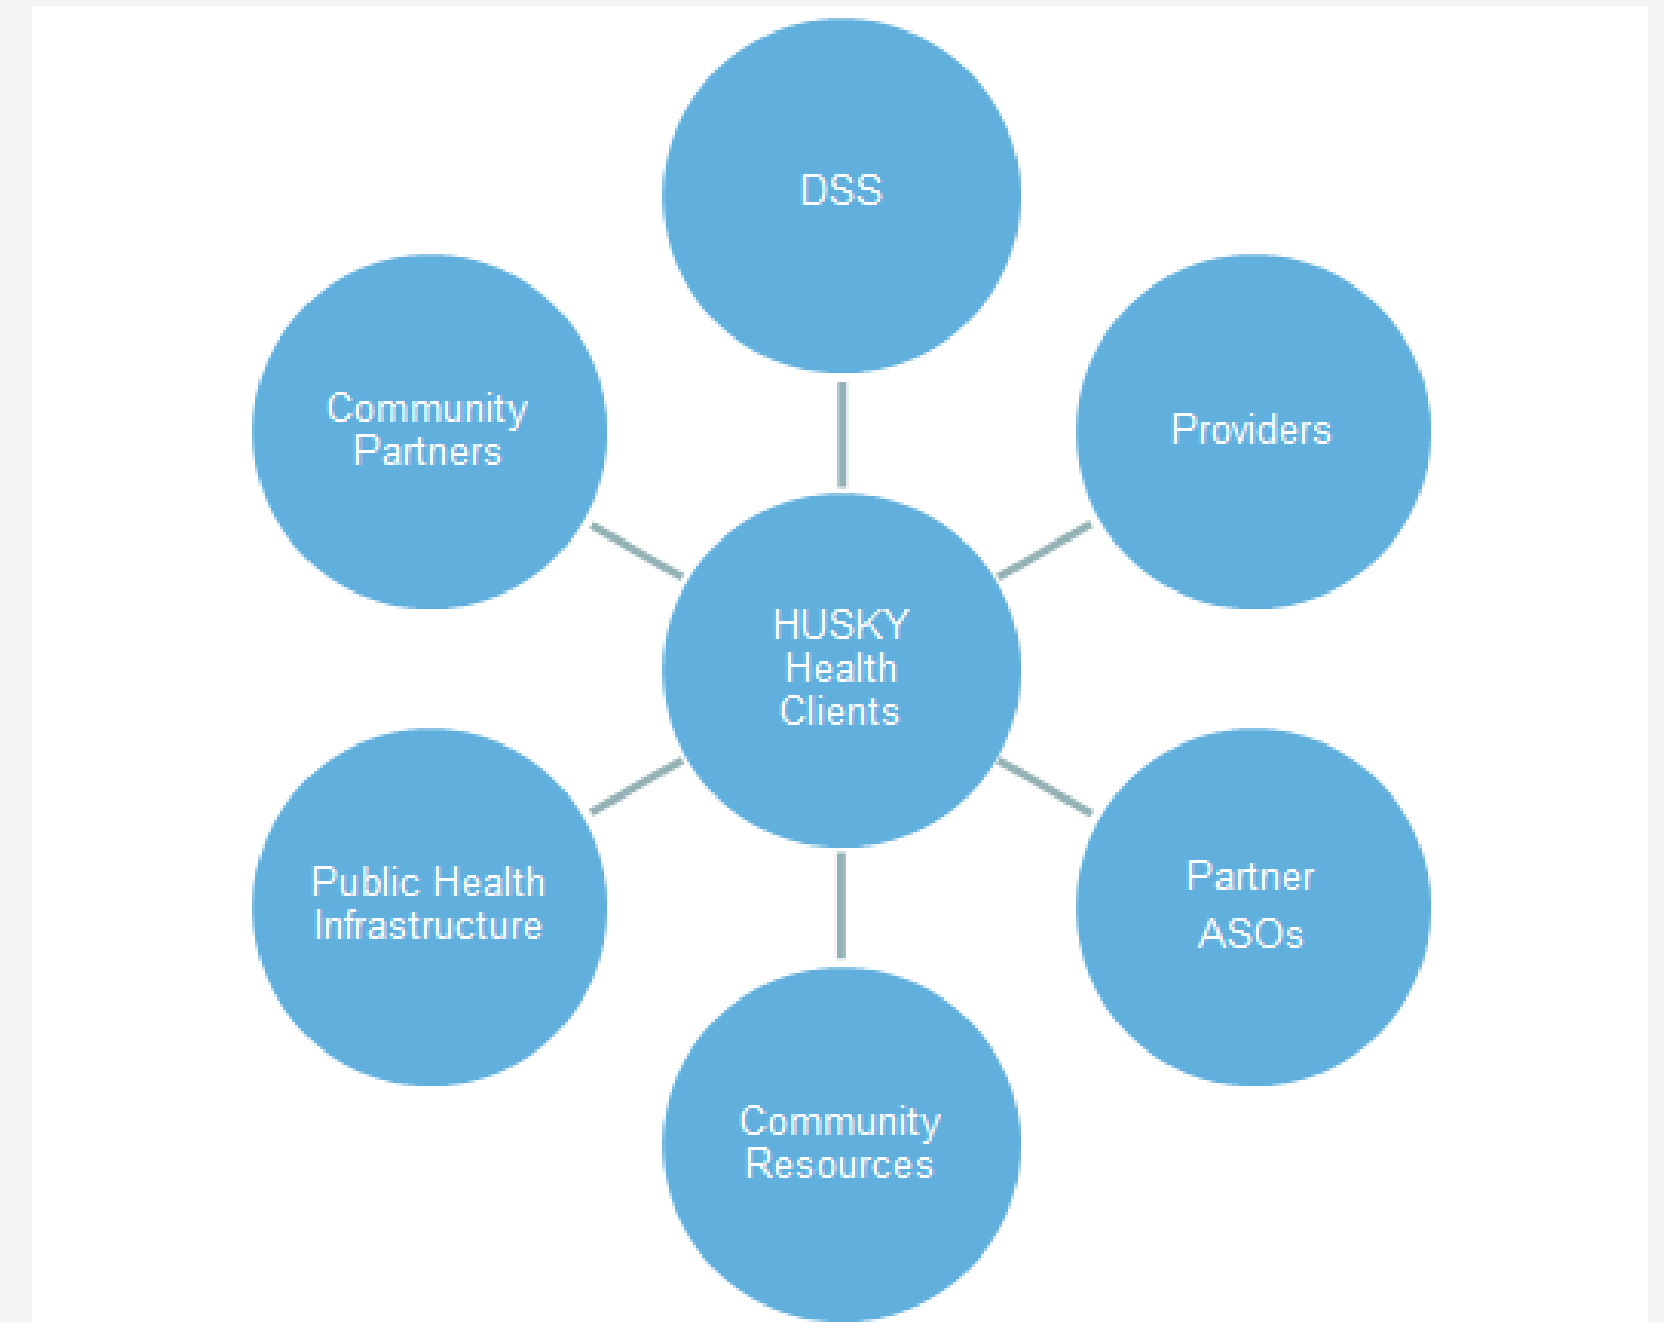 DSS
Providers
Partner
ASOs
Community
Resources
Public Health
Infrastructure
Community
Partners
HUSKY
Health
Clients